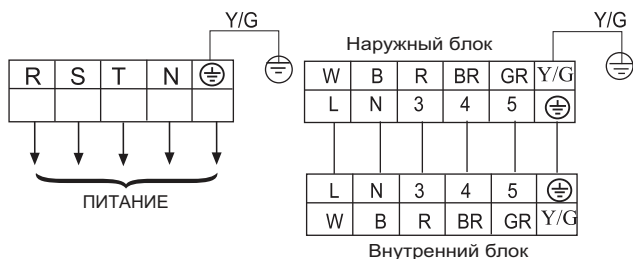 Y/G
Y/G
Наружный блок
R S T N
W B R BR GR Y/G
L N 3 4 5
ПИТАНИЕ
L N 3 4 5
W B R BR GR Y/G
Внутренний блок